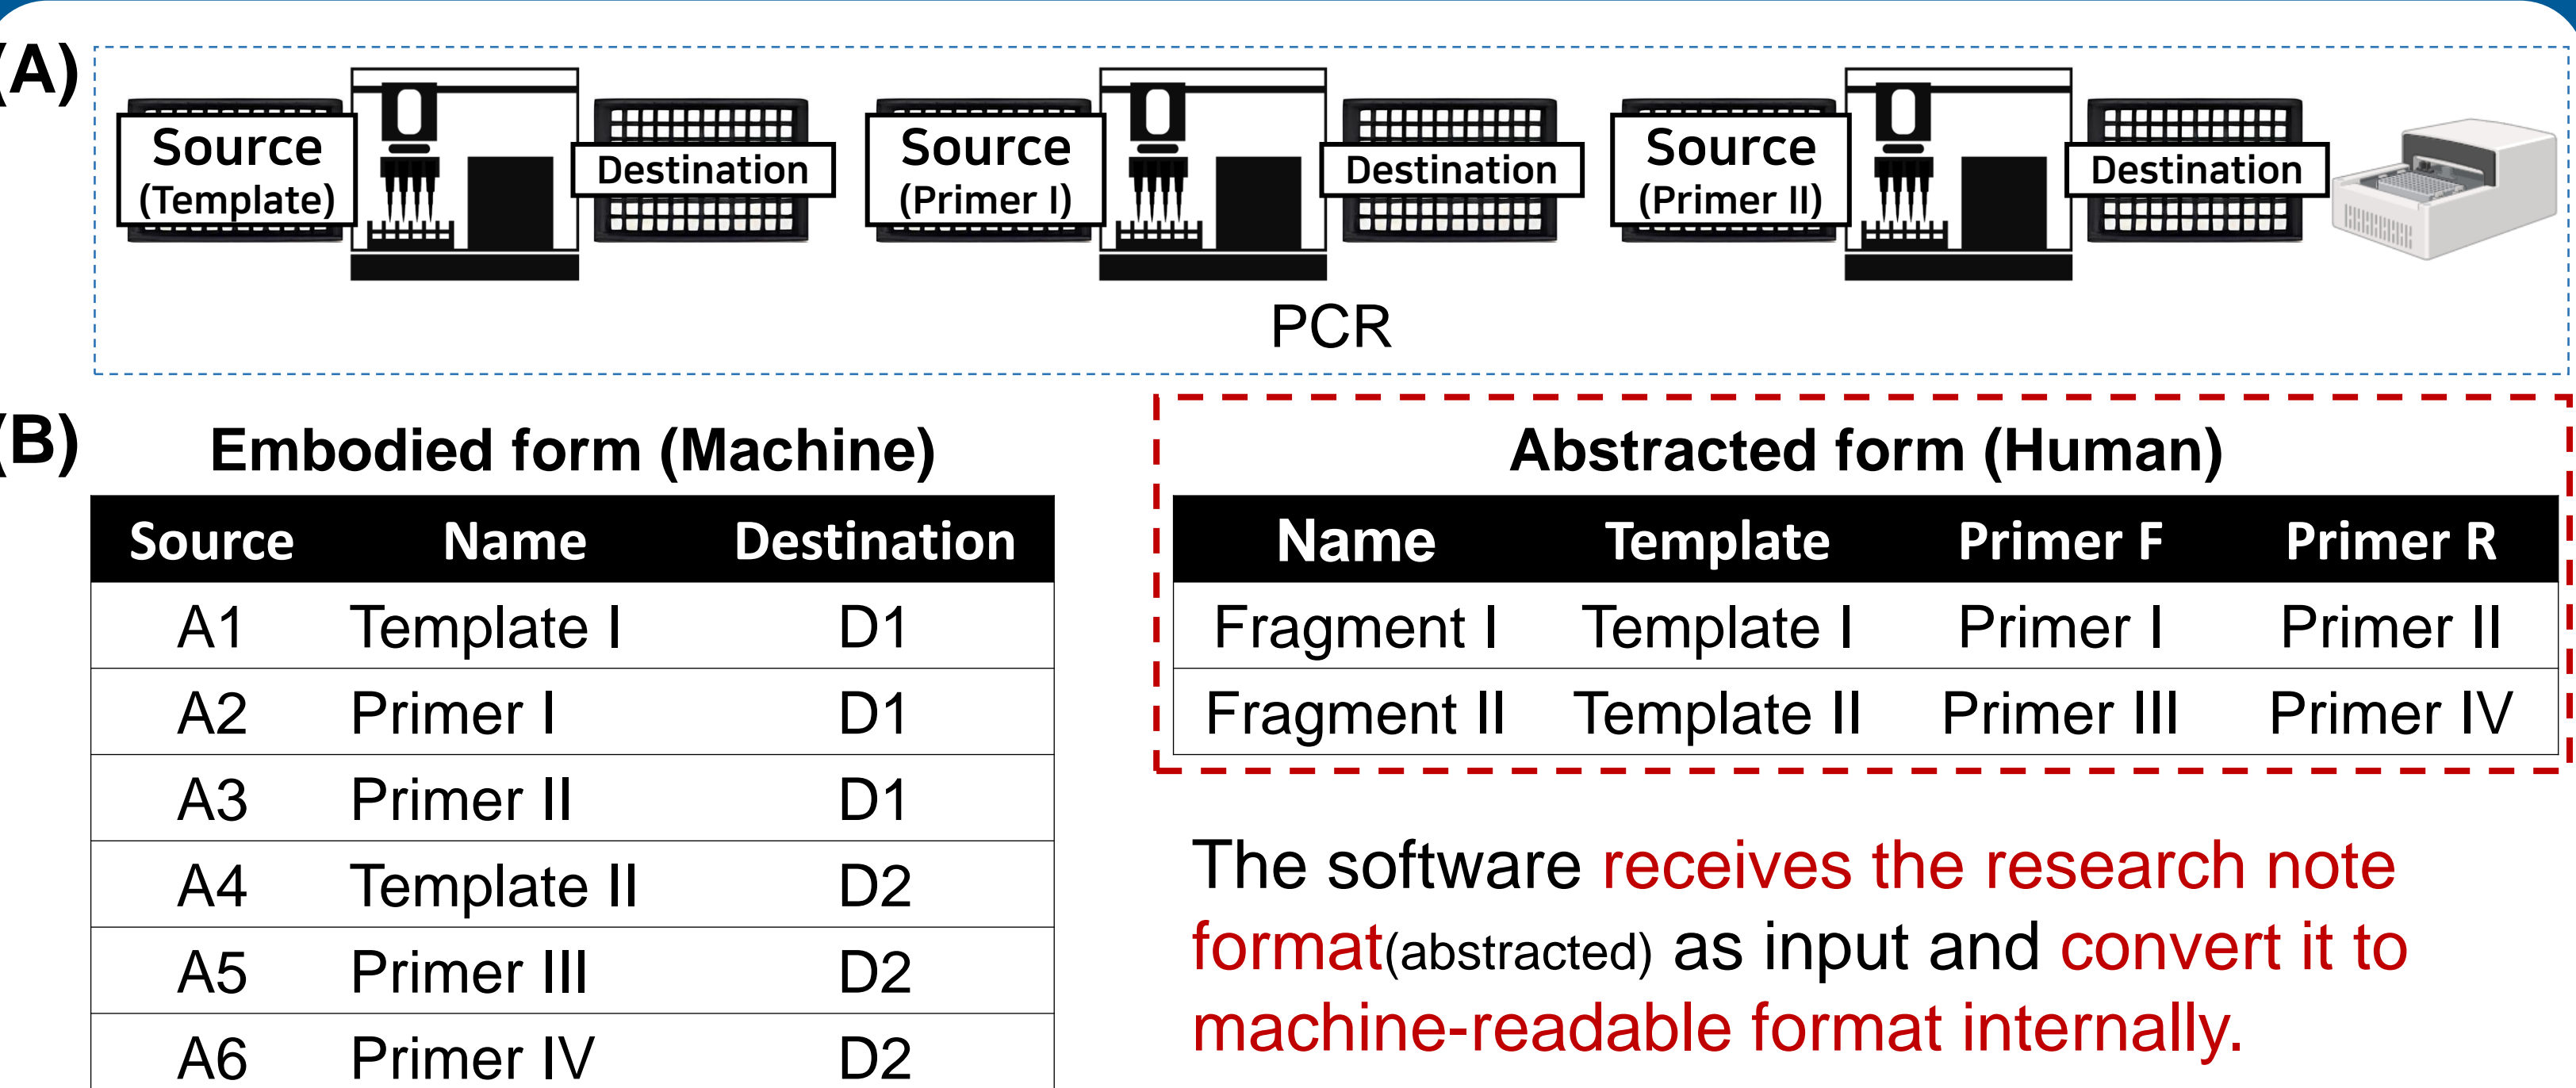 (A)
Source
(Template)
Destination
Source
(Primer I)
Destination
Source
(Primer II)
Destination
PCR
(B)
Embodied form (Machine)
Source Name Destination
A1 Template I D1
A2 Primer I D1
A3 Primer II D1
A4 Template II D2
A5 Primer III D2
A6 Primer IV D2
Abstracted form (Human)
Name Template Primer F Primer R
Fragment I Template I Primer I Primer II
Fragment II Template II Primer III Primer IV
The software receives the research note
format(abstracted) as input and convert it to
machine-readable format internally.